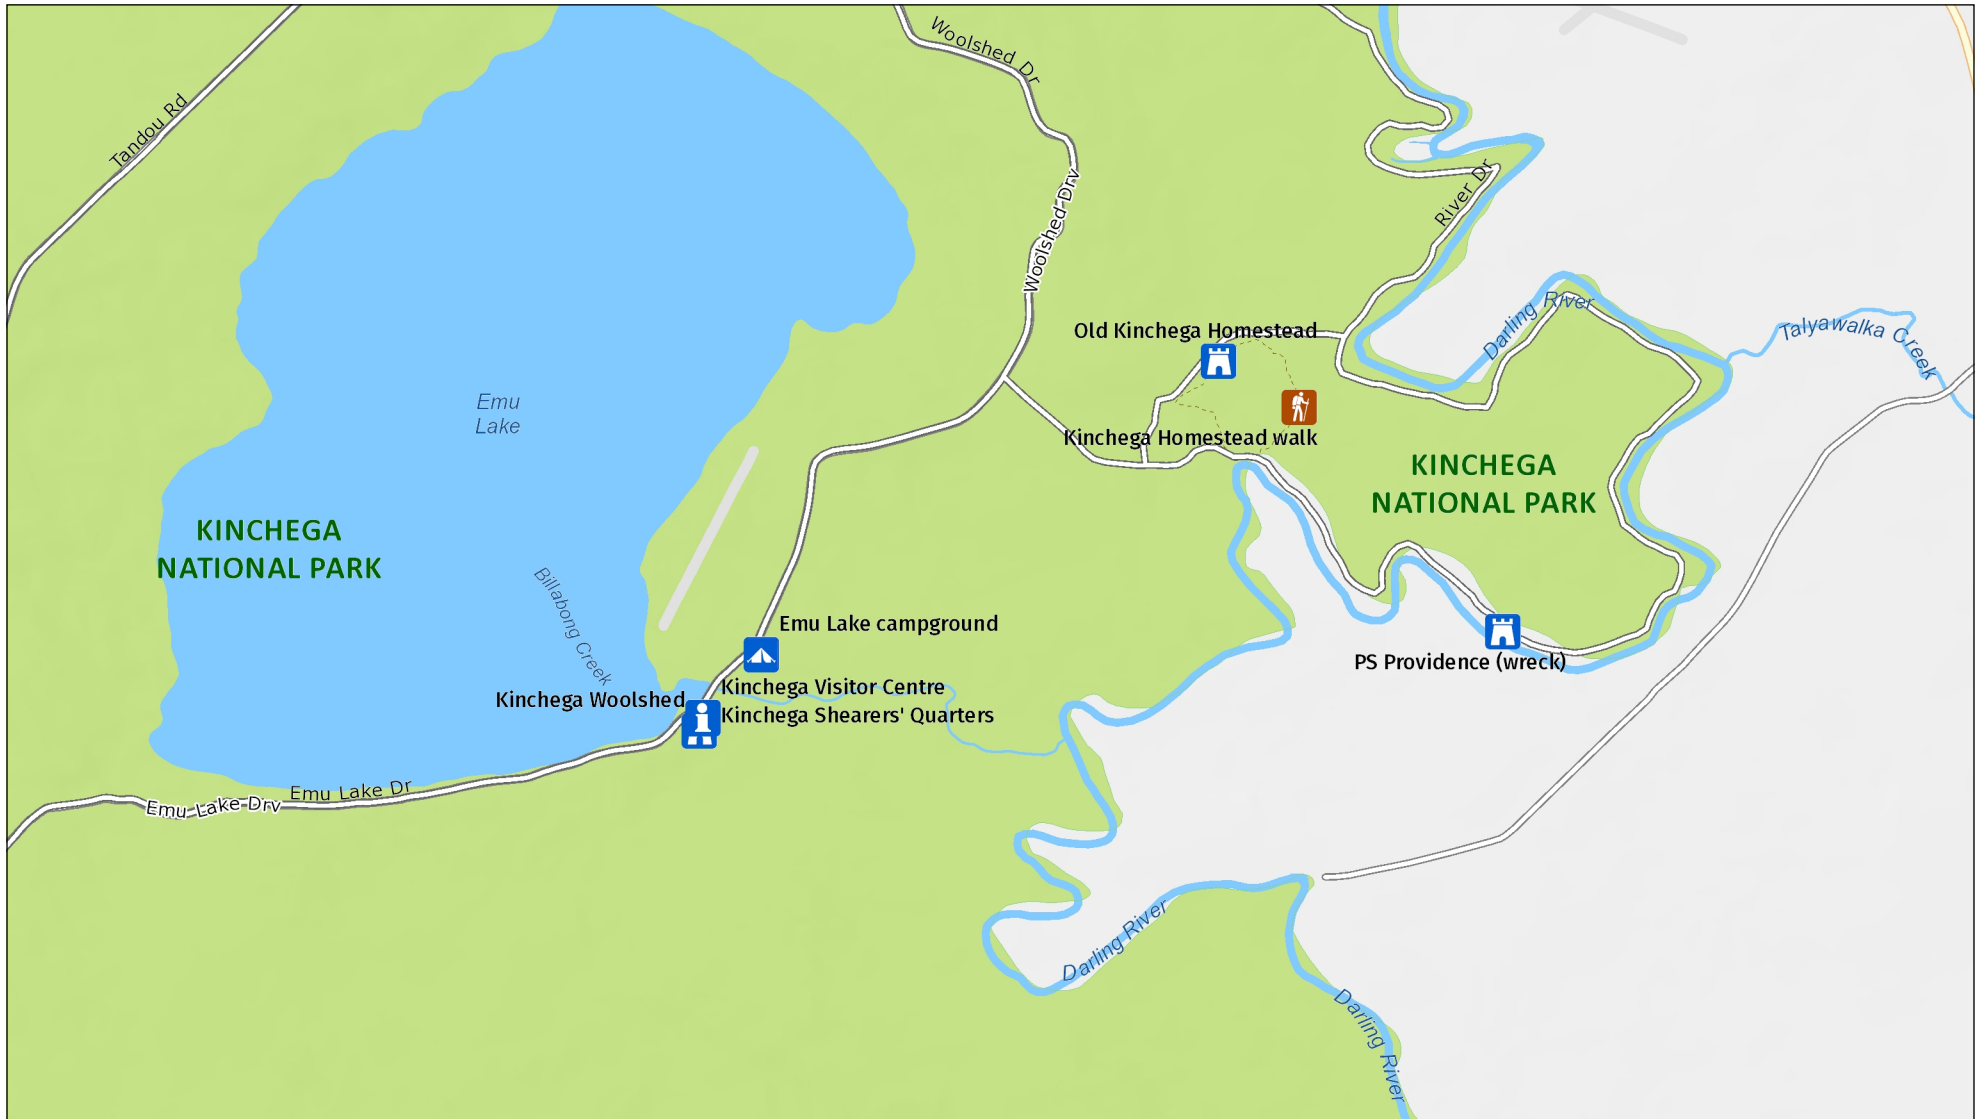 Woolshed Dr
Tandou Rd
Woolshed Drv
River Dr
Darling River
Talyawalka Creek
Old Kinchega Homestead
Emu
Lake
Kinchega Homestead walk
KINCHEGA
NATIONAL PARK
KINCHEGA
NATIONAL PARK
Billabong Creek
Emu Lake campground
PS Providence (wreck)
Kinchega Visitor Centre
Kinchega Woolshed
Kinchega Shearers' Quarters
Emu Lake Dr
Emu Lake Drv
Darling River
Darling River